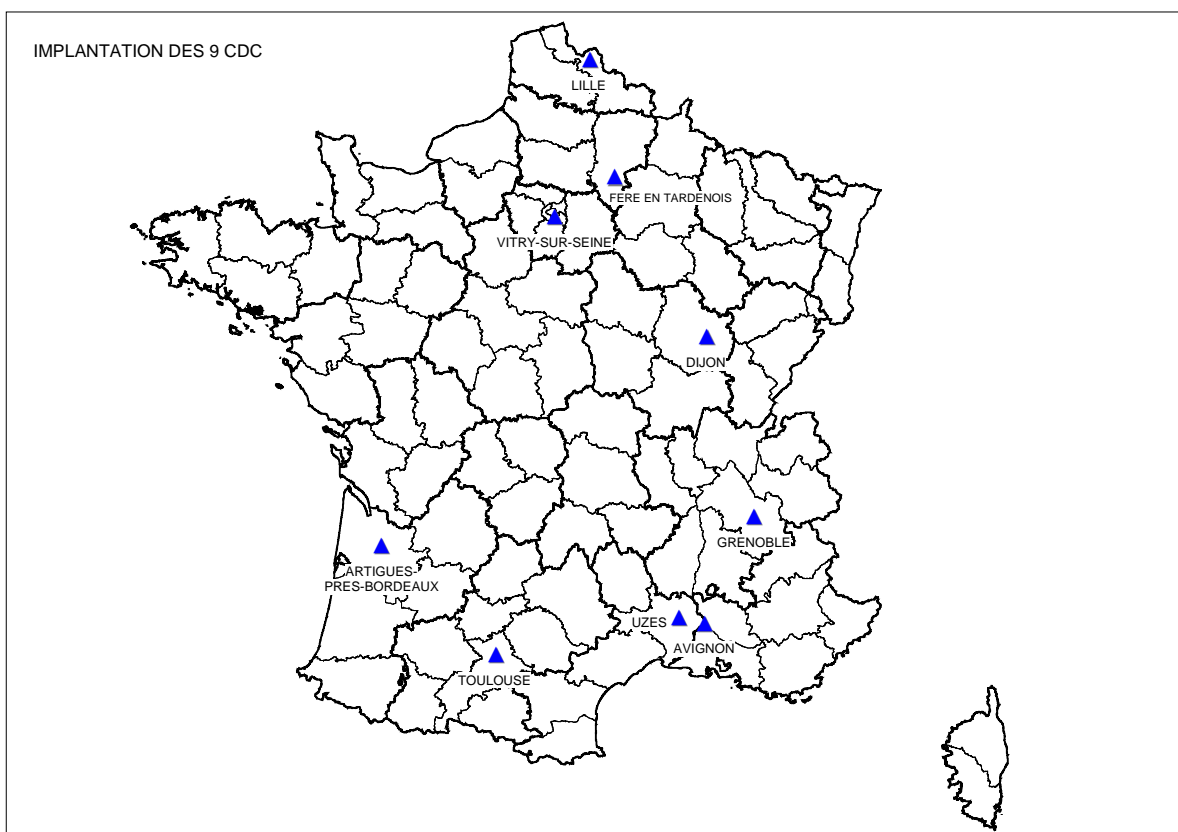 IMPLANTATION DES 9 CDC
LILLE
FERE EN TARDENOIS
VITRY-SUR-SEINE
DIJON
GRENOBLE
ARTIGUES-
PRES-BORDEAUX
UZES
AVIGNON
TOULOUSE